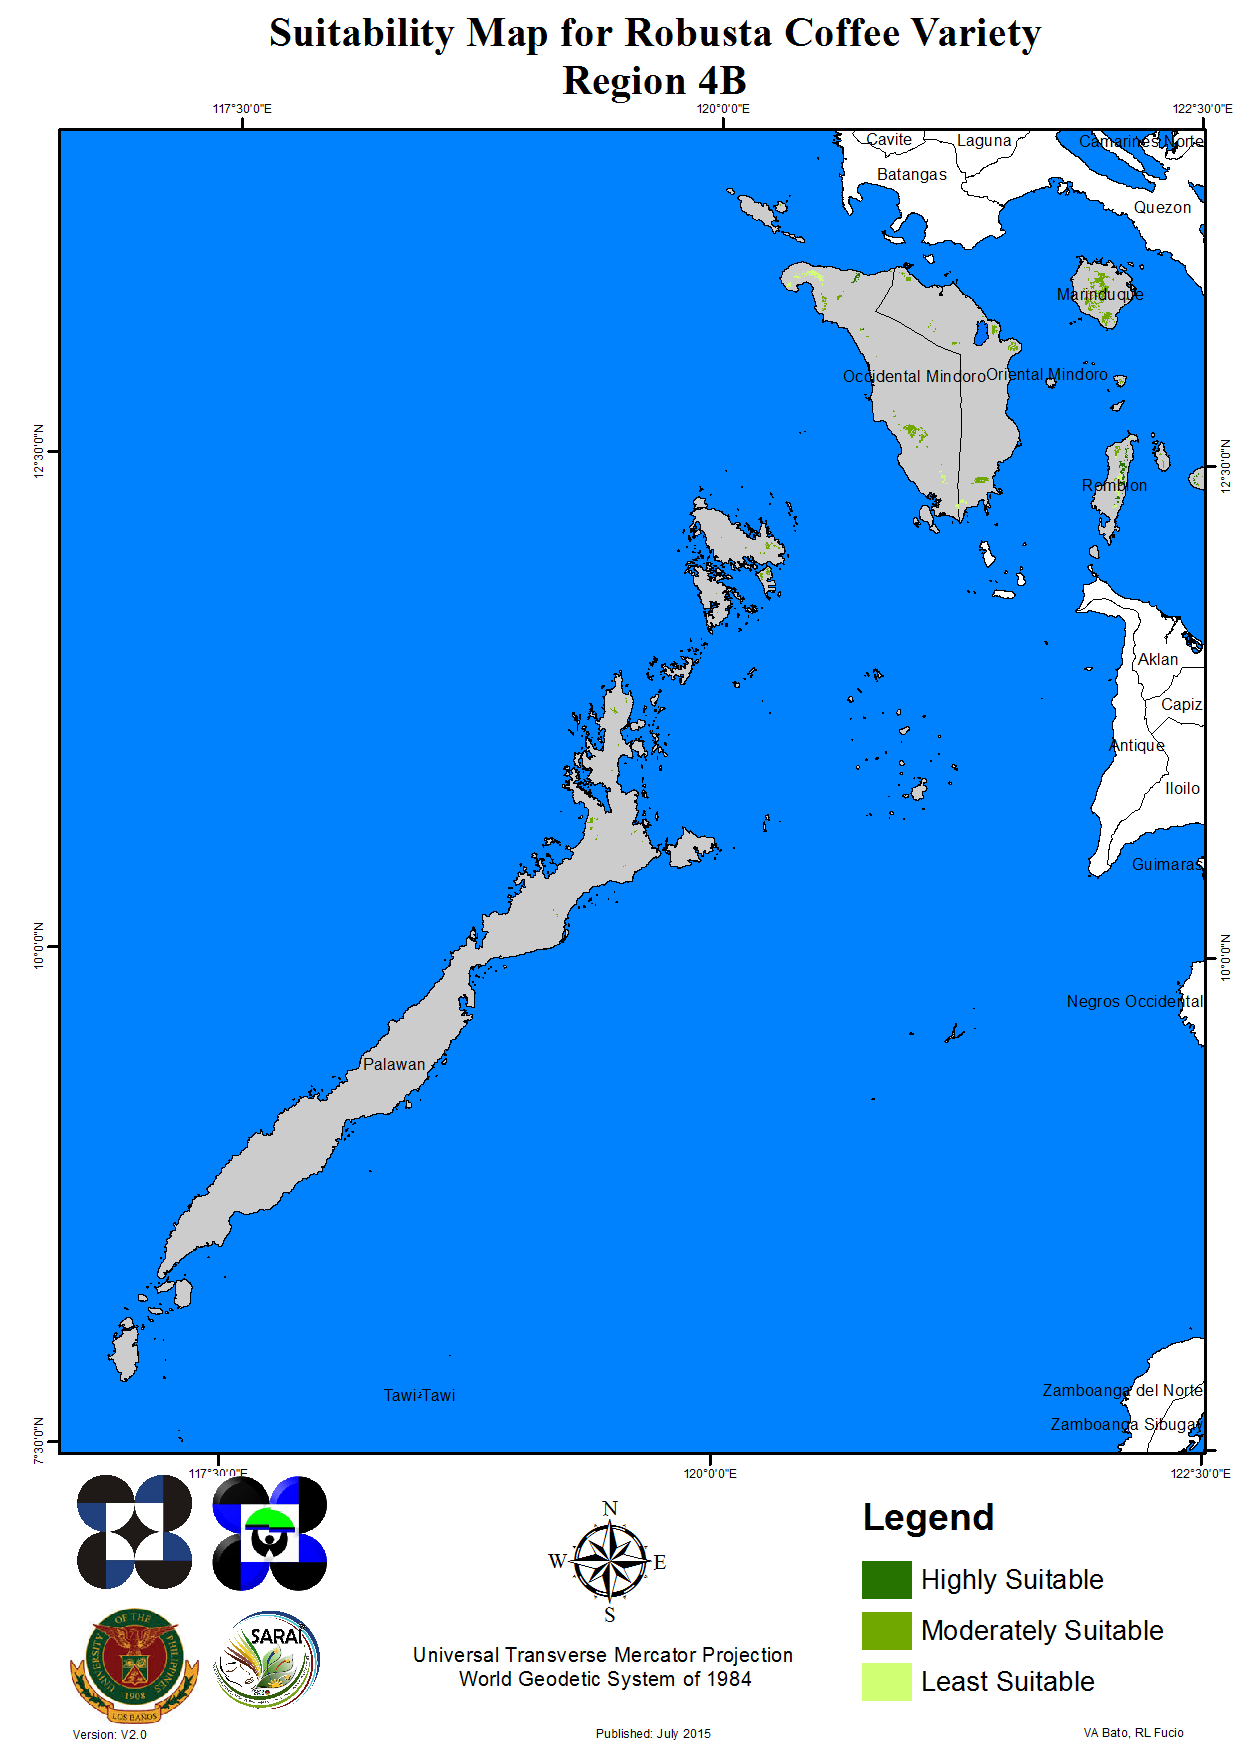 Suitability Map for Robusta Coffee Variety
Region 4B
117°30'0"E
120°0'0"E
122°30'0"E
Cavite
Laguna
Camarines Norte
Batangas
Quezon
Marinduque
Occidental Mindoro
Oriental Mindoro
12°30'0"N
12°30'0"N
Romblon
Aklan
Capiz
Antique
Iloilo
Guimaras
10°0'0"N
10°0'0"N
Negros Occidental
Palawan
Tawi-Tawi
Zamboanga del Norte
Zamboanga Sibugay
7°30'0"N
117°30'0"E
120°0'0"E
122°30'0"E
N
W
E
S
Legend
Highly Suitable
Moderately Suitable
Least Suitable
UNIVERSITY OF THE PHILIPPINES
1908
LOS BAÑOS
SARAI
Universal Transverse Mercator Projection
World Geodetic System of 1984
Version: V2.0
Published: July 2015
VA Bato, RL Fucio